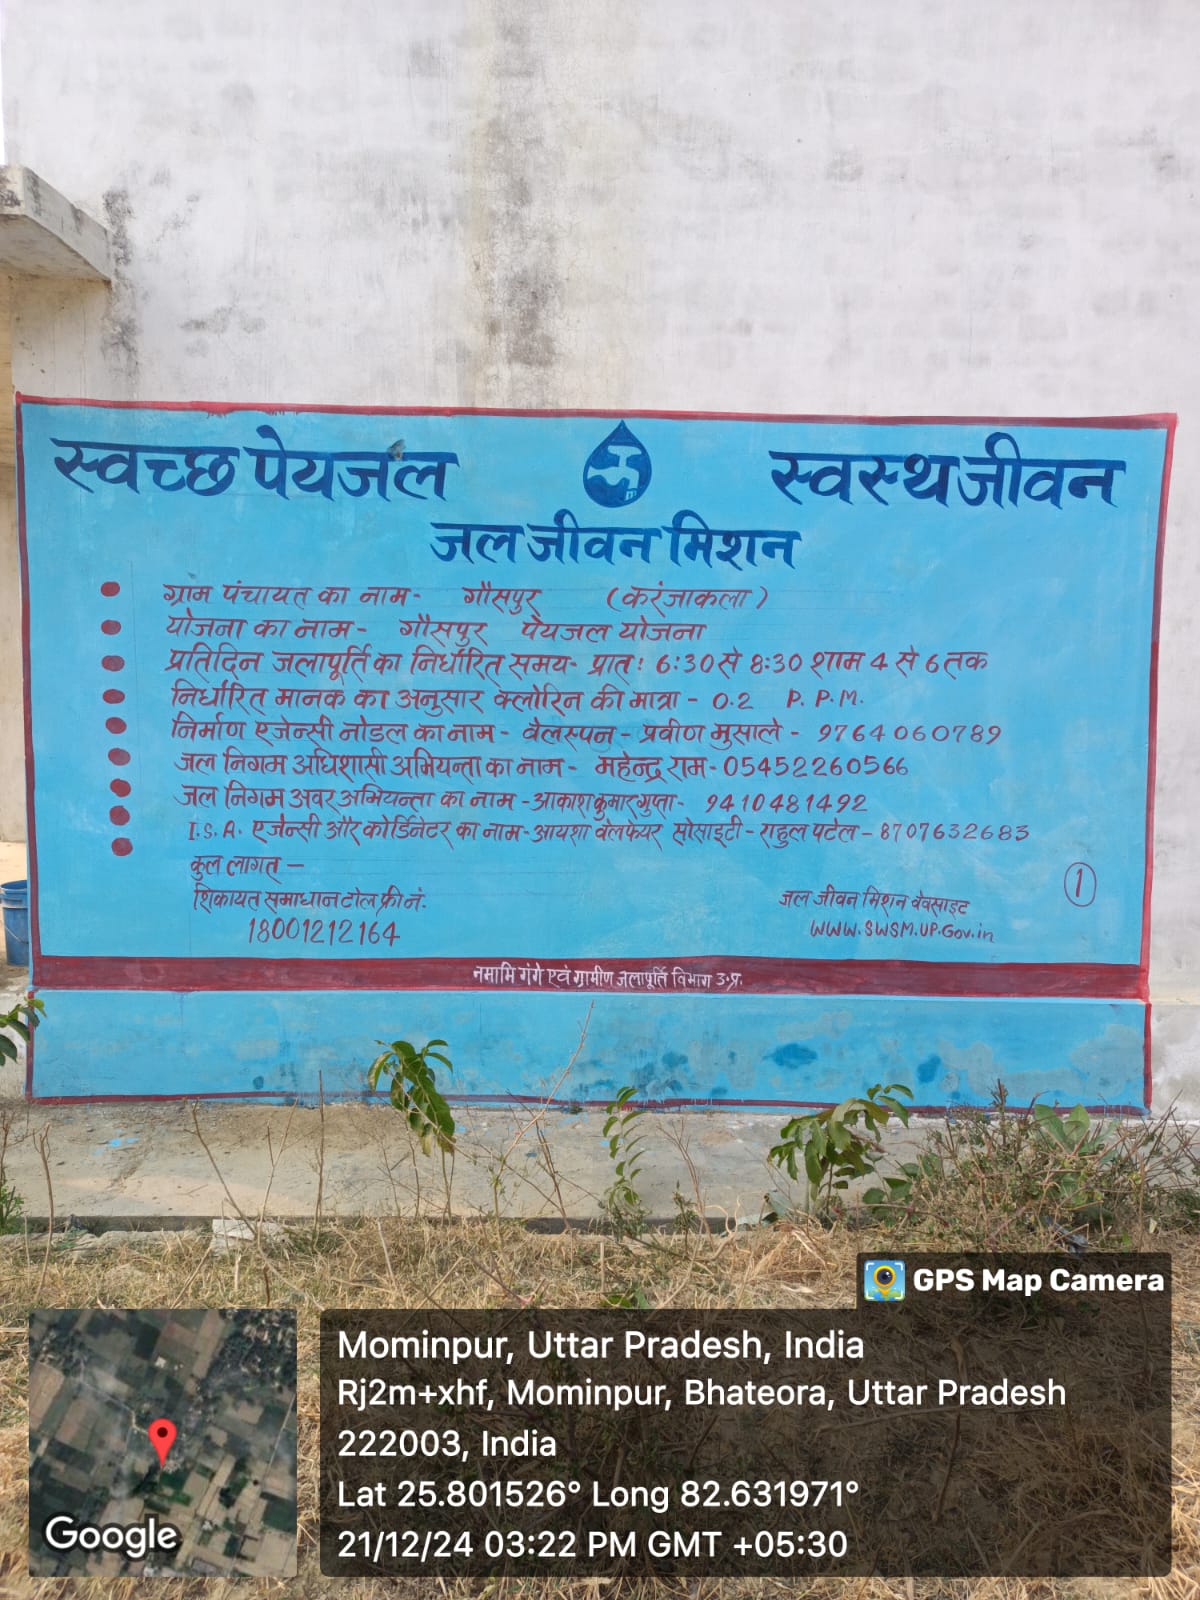 स्वच्छ पेयजल स्वस्थ जीवन
जल जीवन मिशन
ग्राम पंचायत का नाम- गौसपुर (करंजाकला)
योजना का नाम- गौसपुर पेयजल योजना
प्रतिदिन जलापूर्ति का निर्धारित समय- प्रातः 6:30 से 8:30 शाम 4 से 6 तक
निर्धारित मानक का अनुसार क्लोरिन की मात्रा - 0.2 P.P.M.
निर्माण एजेन्सी नोडल का नाम - वैलस्पन - प्रवीण मुसाले - 9764060789
जल निगम अधिशासी अभियन्ता का नाम - महेन्द्र राम - 05452260566
जल निगम अवर अभियन्ता का नाम - आकाश कुमार गुप्ता - 9410481492
I.S.A. एजेन्सी और कोर्डिनेटर का नाम - आयशा वेलफेयर सोसाइटी - राहुल पटेल - 8707632683
कुल लागत —
शिकायत समाधान टोल फ्री नं.
18001212164
1
जल जीवन मिशन वेवसाइट
WWW.SWSM.UP.Gov.in
नमामि गंगे एवं ग्रामीण जलापूर्ति विभाग उ.प्र.
GPS Map Camera
Mominpur, Uttar Pradesh, India
Rj2m+xhf, Mominpur, Bhateora, Uttar Pradesh
222003, India
Lat 25.801526° Long 82.631971°
21/12/24 03:22 PM GMT +05:30
Google